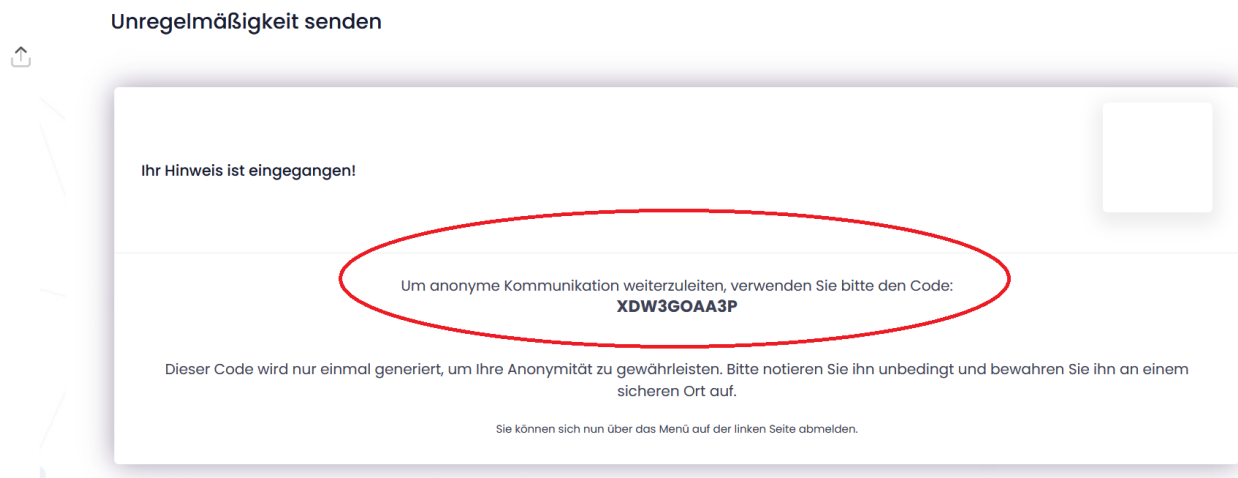 Unregelmäßigkeit senden
Ihr Hinweis ist eingegangen!
Um anonyme Kommunikation weiterzuleiten, verwenden Sie bitte den Code:
XDW3GOAA3P
Dieser Code wird nur einmal generiert, um Ihre Anonymität zu gewährleisten. Bitte notieren Sie ihn unbedingt und bewahren Sie ihn an einem
sicheren Ort auf.
Sie können sich nun über das Menü auf der linken Seite abmelden.